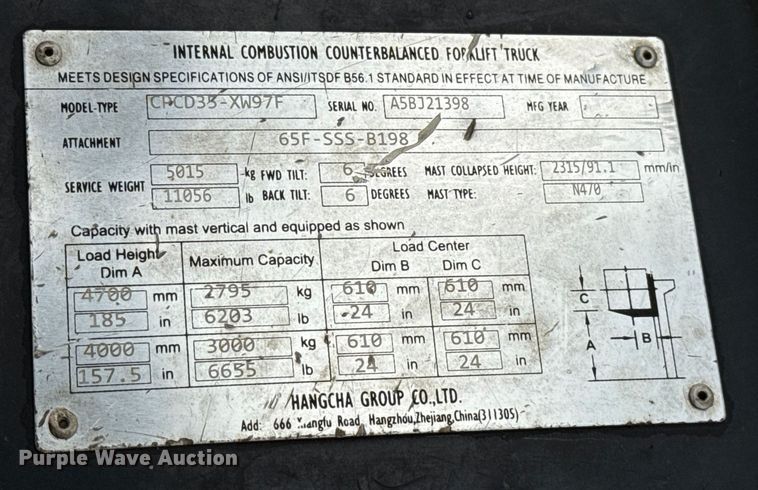 INTERNAL COMBUSTION COUNTERBALANCED FORKLIFT TRUCK
MEETS DESIGN SPECIFICATIONS OF ANSI/ITSDF B56.1 STANDARD IN EFFECT AT TIME OF MANUFACTURE
MODEL-TYPE CPCD35-XW97F SERIAL NO. A5BJ21398 MFG YEAR
ATTACHMENT 65F-SSS-B198
SERVICE WEIGHT 5015 kg FWD TILT: 6 DEGREES MAST COLLAPSED HEIGHT: 2315/91.1 mm/in
11056 lb BACK TILT: 6 DEGREES MAST TYPE: N470
Capacity with mast vertical and equipped as shown
Load Height Dim A Maximum Capacity Load Center
Dim B Dim C
4700 mm 2795 kg 610 mm 610 mm
185 in 6203 lb 24 in 24 in
4000 mm 3000 kg 610 mm 610 mm
157.5 in 6655 lb 24 in 24 in
C
A
B
HANGCHA GROUP CO.,LTD.
Add: 666 Road, Hangzhou,Zhejiang,China(311305)
Purple Wave Auction